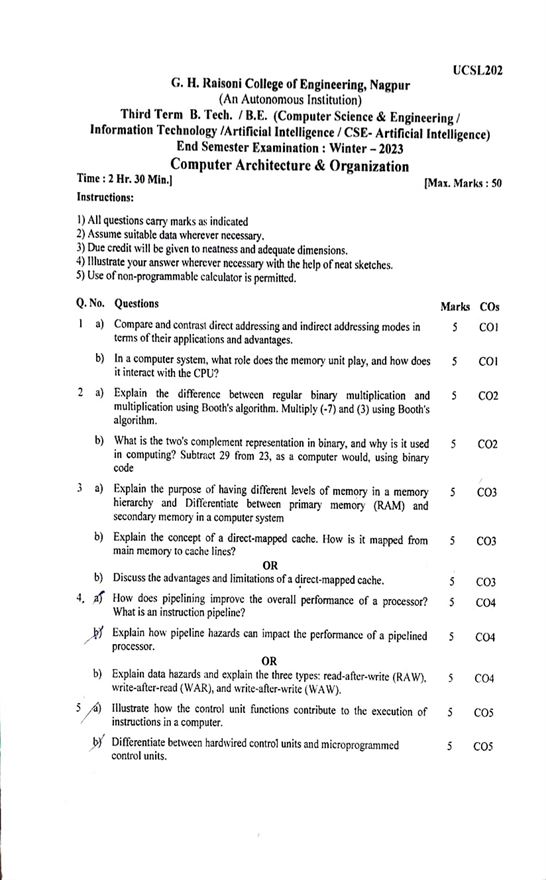 UCSL202
G. H. Raisoni College of Engineering, Nagpur
(An Autonomous Institution)
Third Term B. Tech. / B.E. (Computer Science & Engineering /
Information Technology /Artificial Intelligence / CSE- Artificial Intelligence)
End Semester Examination : Winter – 2023
Computer Architecture & Organization
Time : 2 Hr. 30 Min.] [Max. Marks : 50
Instructions:
1) All questions carry marks as indicated
2) Assume suitable data wherever necessary.
3) Due credit will be given to neatness and adequate dimensions.
4) Illustrate your answer wherever necessary with the help of neat sketches.
5) Use of non-programmable calculator is permitted.
Q. No. Questions Marks COs
1 a) Compare and contrast direct addressing and indirect addressing modes in 5 CO1
terms of their applications and advantages.
b) In a computer system, what role does the memory unit play, and how does 5 CO1
it interact with the CPU?
2 a) Explain the difference between regular binary multiplication and 5 CO2
multiplication using Booth's algorithm. Multiply (-7) and (3) using Booth's
algorithm.
b) What is the two's complement representation in binary, and why is it used 5 CO2
in computing? Subtract 29 from 23, as a computer would, using binary
code
3 a) Explain the purpose of having different levels of memory in a memory 5 CO3
hierarchy and Differentiate between primary memory (RAM) and
secondary memory in a computer system
b) Explain the concept of a direct-mapped cache. How is it mapped from 5 CO3
main memory to cache lines?
OR
b) Discuss the advantages and limitations of a direct-mapped cache. 5 CO3
4. a) How does pipelining improve the overall performance of a processor? 5 CO4
What is an instruction pipeline?
b) Explain how pipeline hazards can impact the performance of a pipelined 5 CO4
processor.
OR
b) Explain data hazards and explain the three types: read-after-write (RAW), 5 CO4
write-after-read (WAR), and write-after-write (WAW).
5 a) Illustrate how the control unit functions contribute to the execution of 5 CO5
instructions in a computer.
b) Differentiate between hardwired control units and microprogrammed 5 CO5
control units.